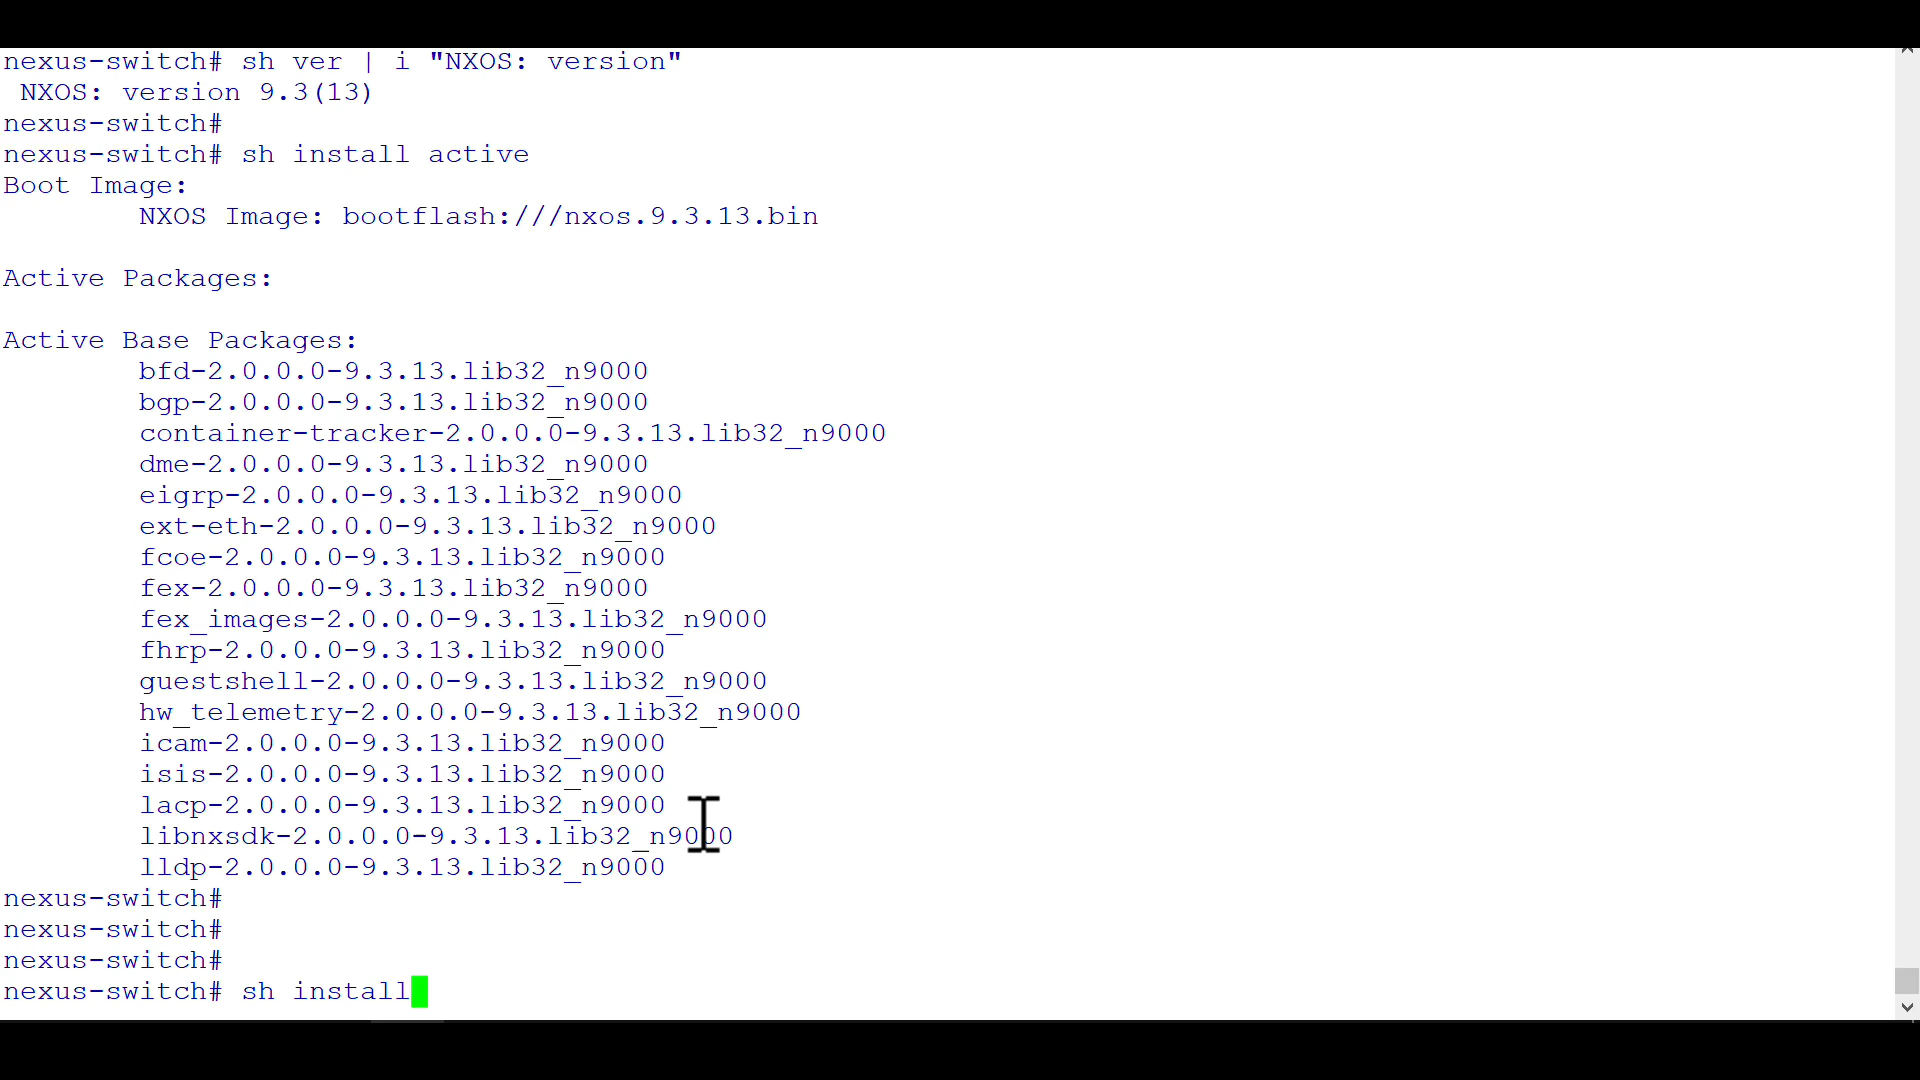 nexus-switch# sh ver | i "NXOS: version"
 NXOS: version 9.3(13)
nexus-switch#
nexus-switch# sh install active
Boot Image:
        NXOS Image: bootflash:///nxos.9.3.13.bin

Active Packages:

Active Base Packages:
        bfd-2.0.0.0-9.3.13.lib32_n9000
        bgp-2.0.0.0-9.3.13.lib32_n9000
        container-tracker-2.0.0.0-9.3.13.lib32_n9000
        dme-2.0.0.0-9.3.13.lib32_n9000
        eigrp-2.0.0.0-9.3.13.lib32_n9000
        ext-eth-2.0.0.0-9.3.13.lib32_n9000
        fcoe-2.0.0.0-9.3.13.lib32_n9000
        fex-2.0.0.0-9.3.13.lib32_n9000
        fex_images-2.0.0.0-9.3.13.lib32_n9000
        fhrp-2.0.0.0-9.3.13.lib32_n9000
        guestshell-2.0.0.0-9.3.13.lib32_n9000
        hw_telemetry-2.0.0.0-9.3.13.lib32_n9000
        icam-2.0.0.0-9.3.13.lib32_n9000
        isis-2.0.0.0-9.3.13.lib32_n9000
        lacp-2.0.0.0-9.3.13.lib32_n9000
        libnxsdk-2.0.0.0-9.3.13.lib32_n9000
        lldp-2.0.0.0-9.3.13.lib32_n9000
nexus-switch#
nexus-switch#
nexus-switch#
nexus-switch# sh install